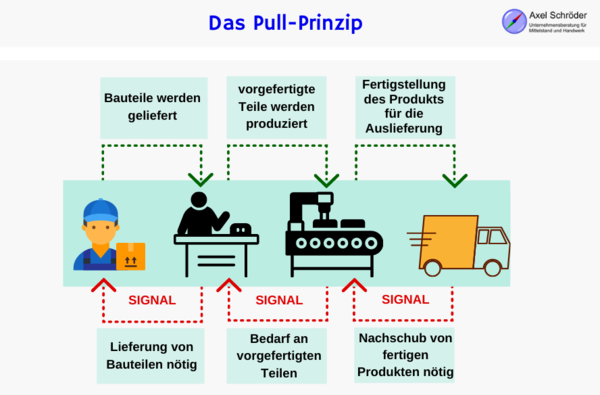 Das Pull-Prinzip
Axel Schröder
Unternehmensberatung für
Mittelstand und Handwerk
Bauteile werden
geliefert
vorgefertigte
Teile werden
produziert
Fertigstellung
des Produkts
für die
Auslieferung
SIGNAL
SIGNAL
SIGNAL
Lieferung von
Bauteilen nötig
Bedarf an
vorgefertigten
Teilen
Nachschub von
fertigen
Produkten nötig